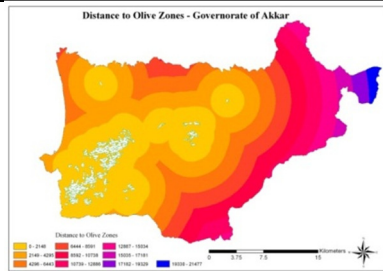 Distance to Olive Zones - Governorate of Akkar
Distance to Olive Zones
0 - 2148
2149 - 4295
4296 - 6443
6444 - 8591
8592 - 10738
10739 - 12886
12887 - 15034
15035 - 17181
17182 - 19329
19330 - 21477
Kilometers
0 3.75 7.5 15